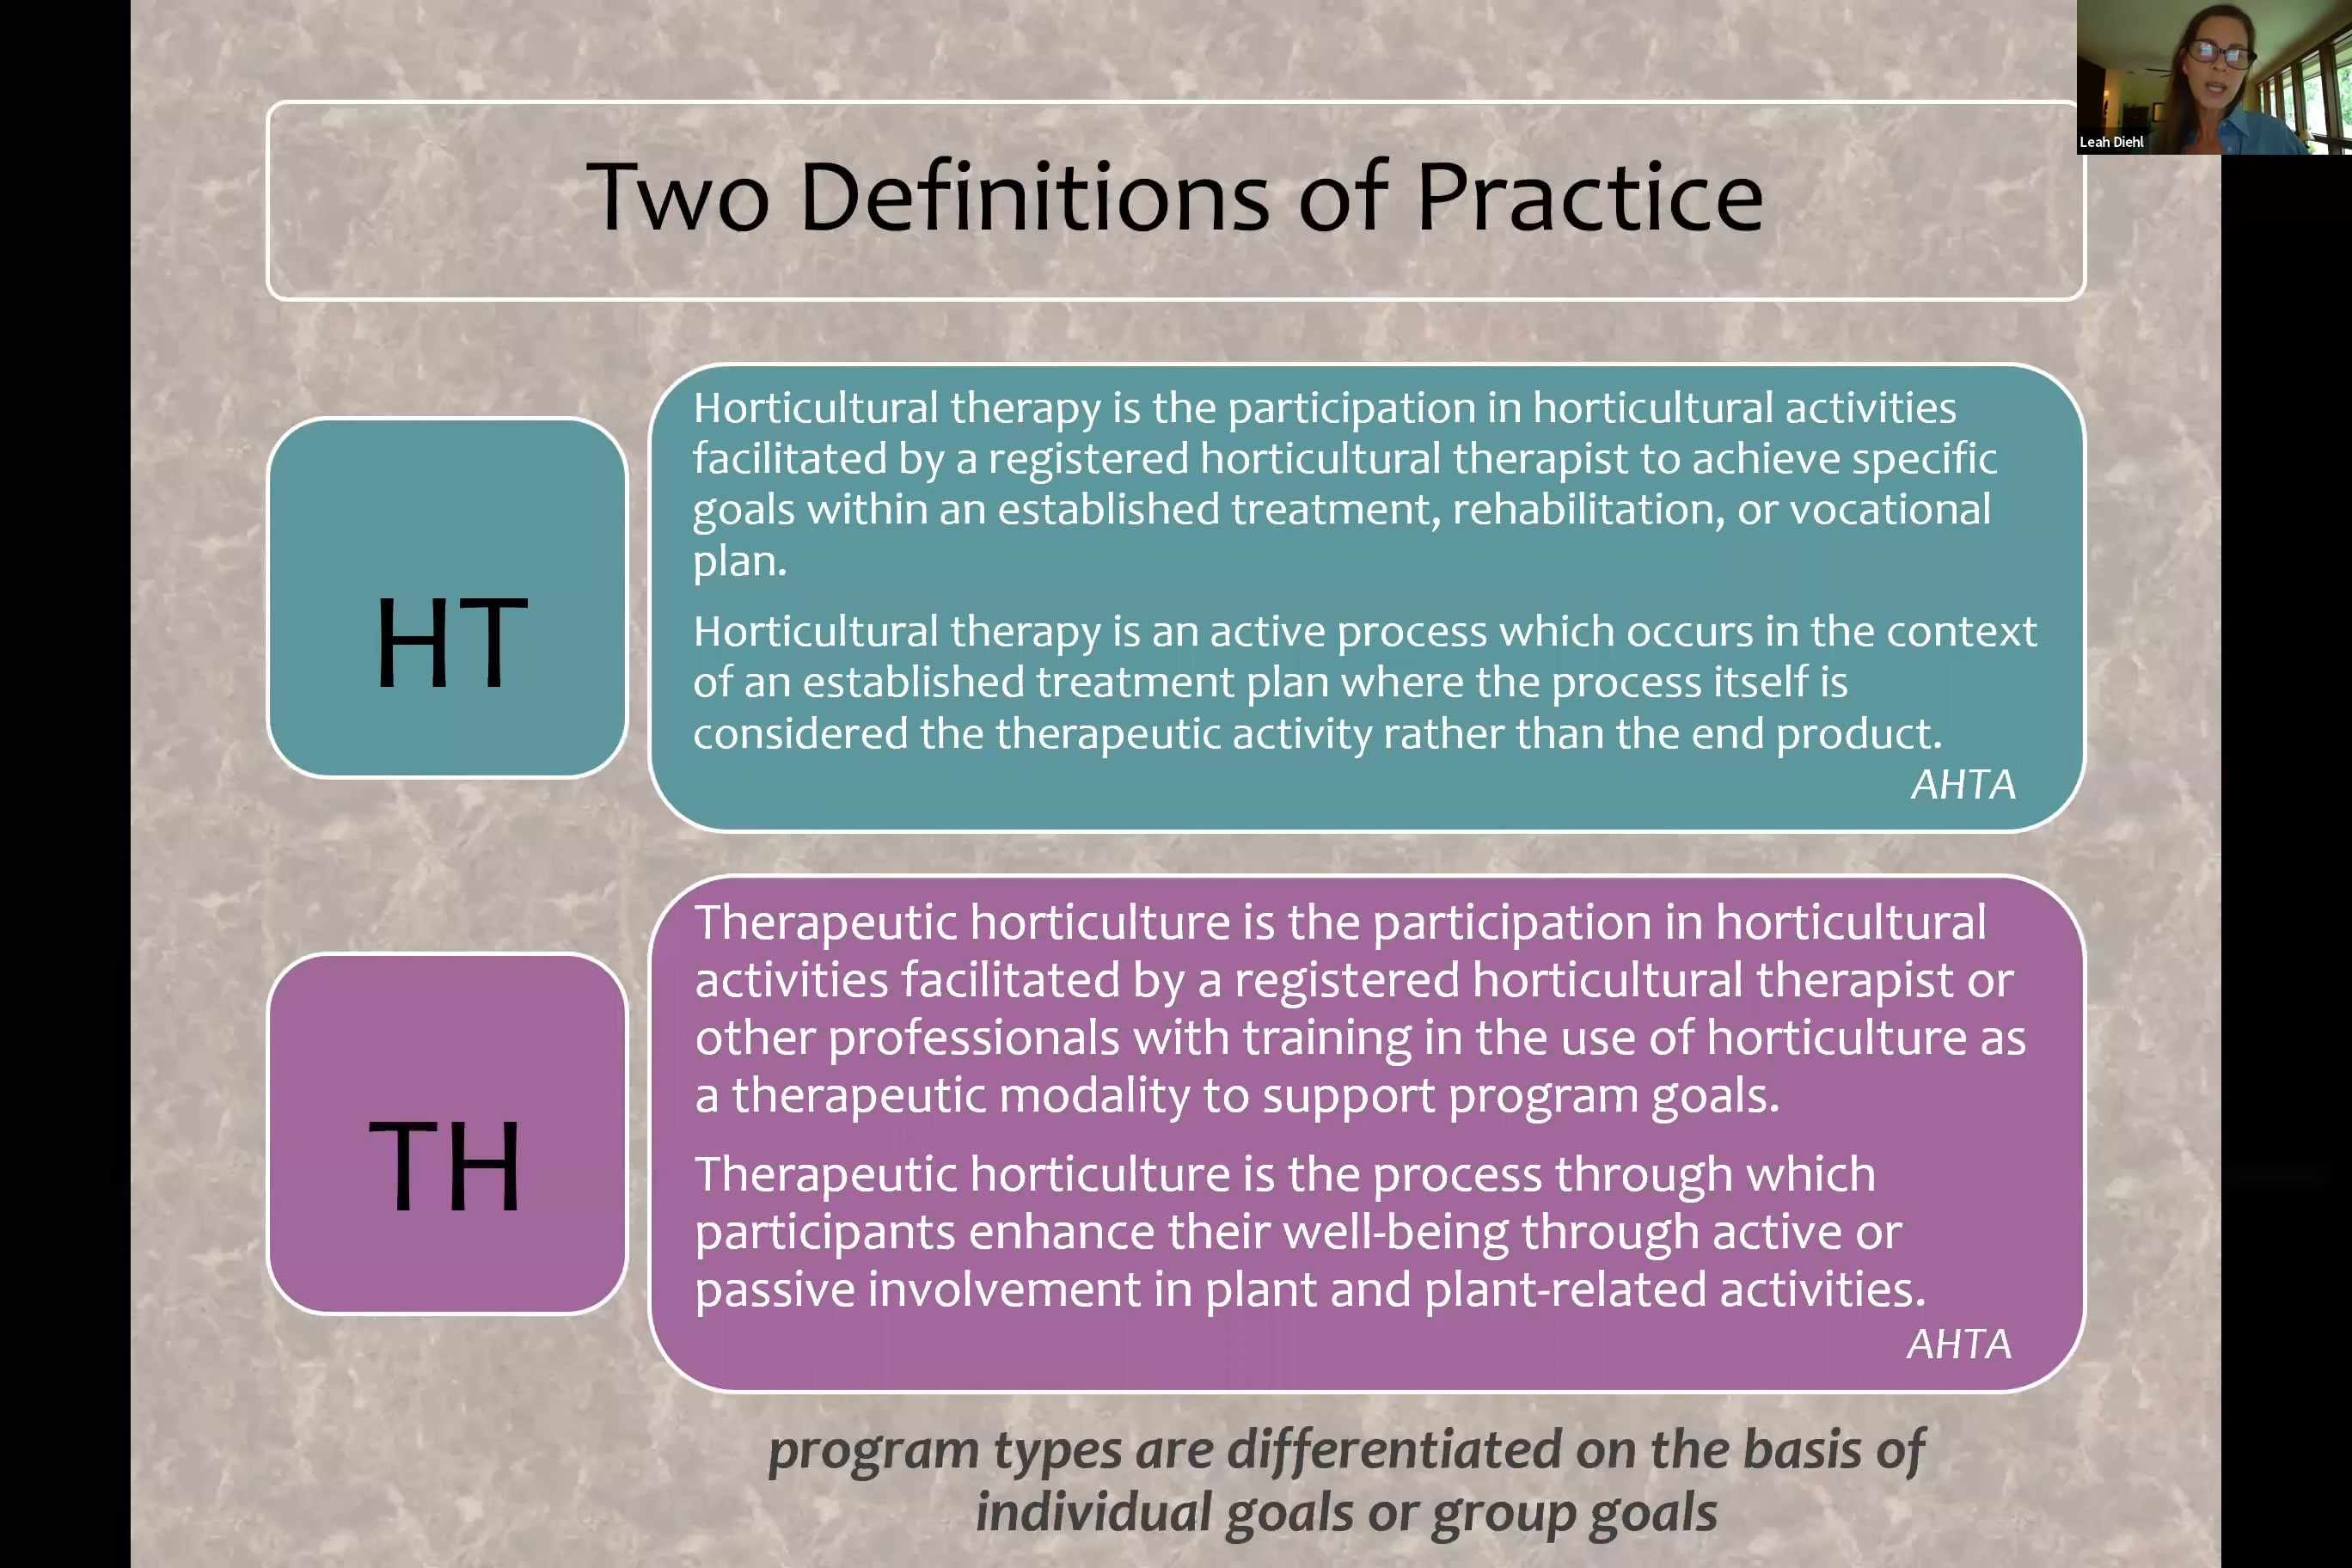 Leah Diehl
Two Definitions of Practice
HT
Horticultural therapy is the participation in horticultural activities
facilitated by a registered horticultural therapist to achieve specific
goals within an established treatment, rehabilitation, or vocational
plan.
Horticultural therapy is an active process which occurs in the context
of an established treatment plan where the process itself is
considered the therapeutic activity rather than the end product.
AHTA
TH
Therapeutic horticulture is the participation in horticultural
activities facilitated by a registered horticultural therapist or
other professionals with training in the use of horticulture as
a therapeutic modality to support program goals.
Therapeutic horticulture is the process through which
participants enhance their well-being through active or
passive involvement in plant and plant-related activities.
AHTA
program types are differentiated on the basis of
individual goals or group goals